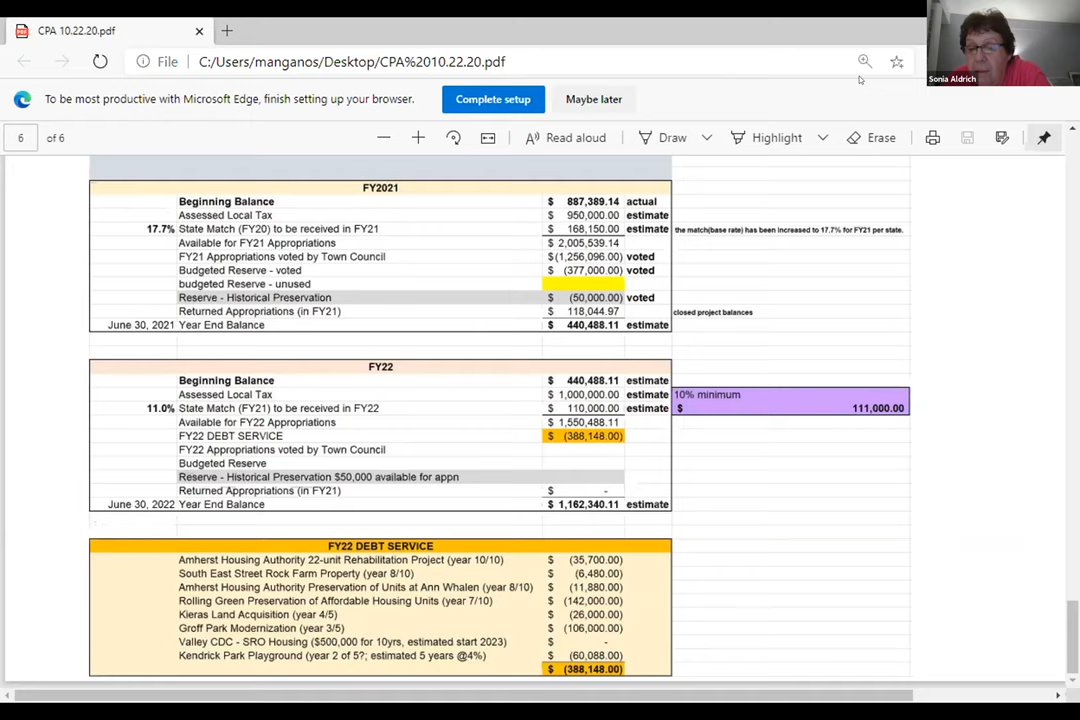 CPA 10.22.20.pdf
File C:/Users/manganos/Desktop/CPA%2010.22.20.pdf
Sonia Aldrich
To be most productive with Microsoft Edge, finish setting up your browser. Complete setup Maybe later
6 of 6 Read aloud Draw Highlight Erase
FY2021
Beginning Balance $ 887,389.14 actual
Assessed Local Tax $ 950,000.00 estimate
17.7% State Match (FY20) to be received in FY21 $ 168,150.00 estimate the match(base rate) has been increased to 17.7% for FY21 per state.
Available for FY21 Appropriations $ 2,005,539.14
FY21 Appropriations voted by Town Council $(1,256,096.00) voted
Budgeted Reserve - voted $ (377,000.00) voted
budgeted Reserve - unused
Reserve - Historical Preservation $ (50,000.00) voted
Returned Appropriations (in FY21) $ 118,044.97 closed project balances
June 30, 2021 Year End Balance $ 440,488.11 estimate
FY22
Beginning Balance $ 440,488.11 estimate
Assessed Local Tax $ 1,000,000.00 estimate 10% minimum
11.0% State Match (FY21) to be received in FY22 $ 110,000.00 estimate $ 111,000.00
Available for FY22 Appropriations $ 1,550,488.11
FY22 DEBT SERVICE $ (388,148.00)
FY22 Appropriations voted by Town Council
Budgeted Reserve
Reserve - Historical Preservation $50,000 available for appn
Returned Appropriations (in FY21) $ -
June 30, 2022 Year End Balance $ 1,162,340.11 estimate
FY22 DEBT SERVICE
Amherst Housing Authority 22-unit Rehabilitation Project (year 10/10) $ (35,700.00)
South East Street Rock Farm Property (year 8/10) $ (6,480.00)
Amherst Housing Authority Preservation of Units at Ann Whalen (year 8/10) $ (11,880.00)
Rolling Green Preservation of Affordable Housing Units (year 7/10) $ (142,000.00)
Kieras Land Acquisition (year 4/5) $ (26,000.00)
Groff Park Modernization (year 3/5) $ (106,000.00)
Valley CDC - SRO Housing ($500,000 for 10yrs, estimated start 2023) $ -
Kendrick Park Playground (year 2 of 5?; estimated 5 years @4%) $ (60,088.00)
$ (388,148.00)